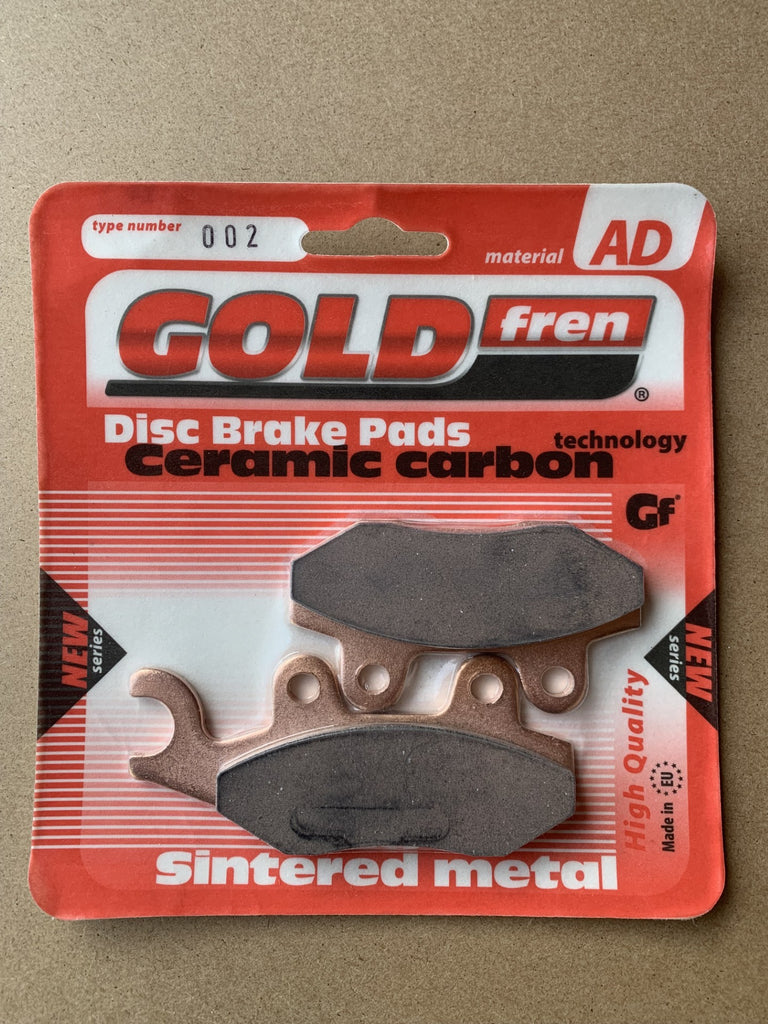 type number 002
material AD
GOLD fren ®
Disc Brake Pads
technology
Ceramic carbon
Gf®
NEW series
NEW series
High Quality
Made in EU
Sintered metal